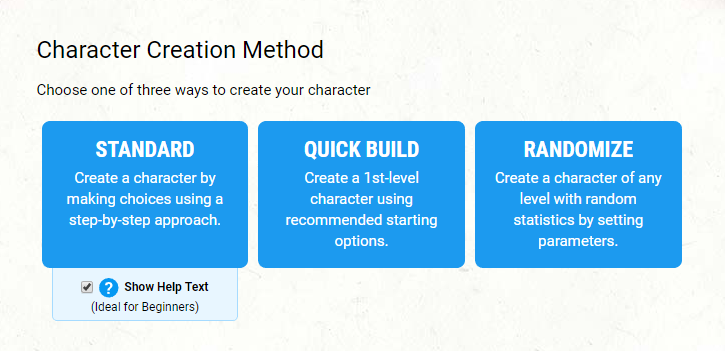 Character Creation Method
Choose one of three ways to create your character
STANDARD
Create a character by
making choices using a
step-by-step approach.
QUICK BUILD
Create a 1st-level
character using
recommended starting
options.
RANDOMIZE
Create a character of any
level with random
statistics by setting
parameters.
? Show Help Text
(Ideal for Beginners)